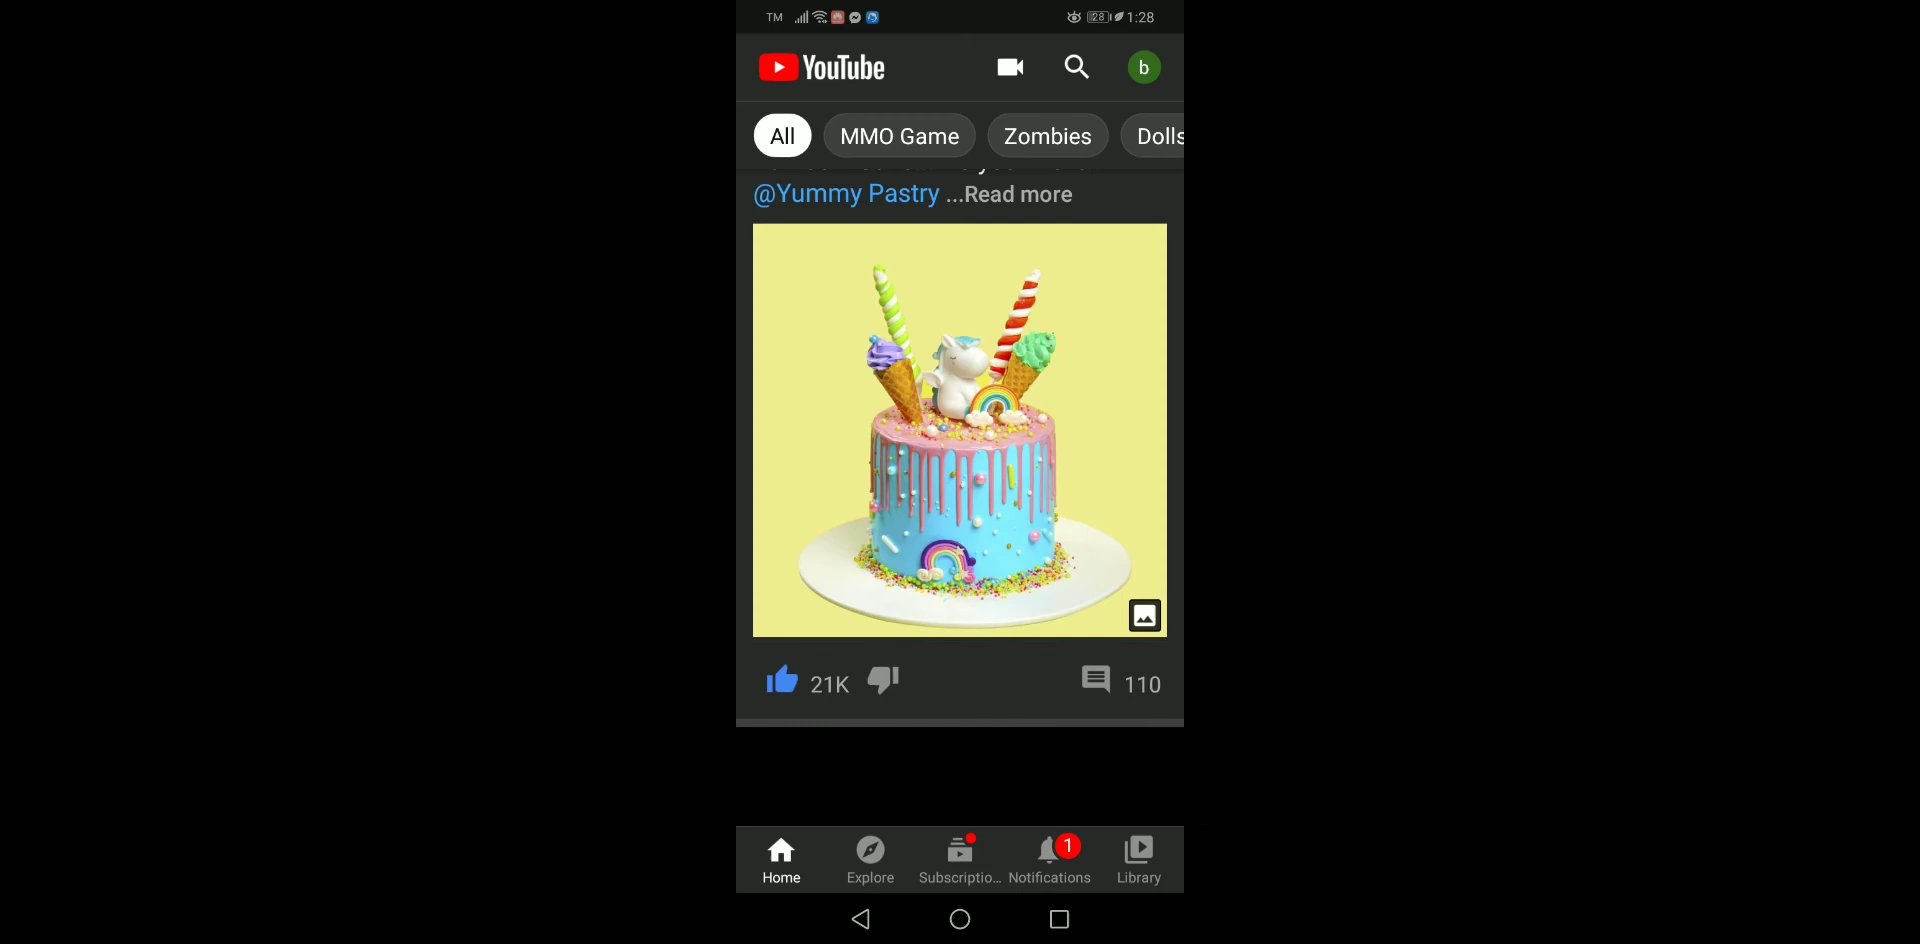 TM 28 1:28
YouTube b
All MMO Game Zombies Dolls
@Yummy Pastry ...Read more
21K 110
1
Home Explore Subscriptio... Notifications Library